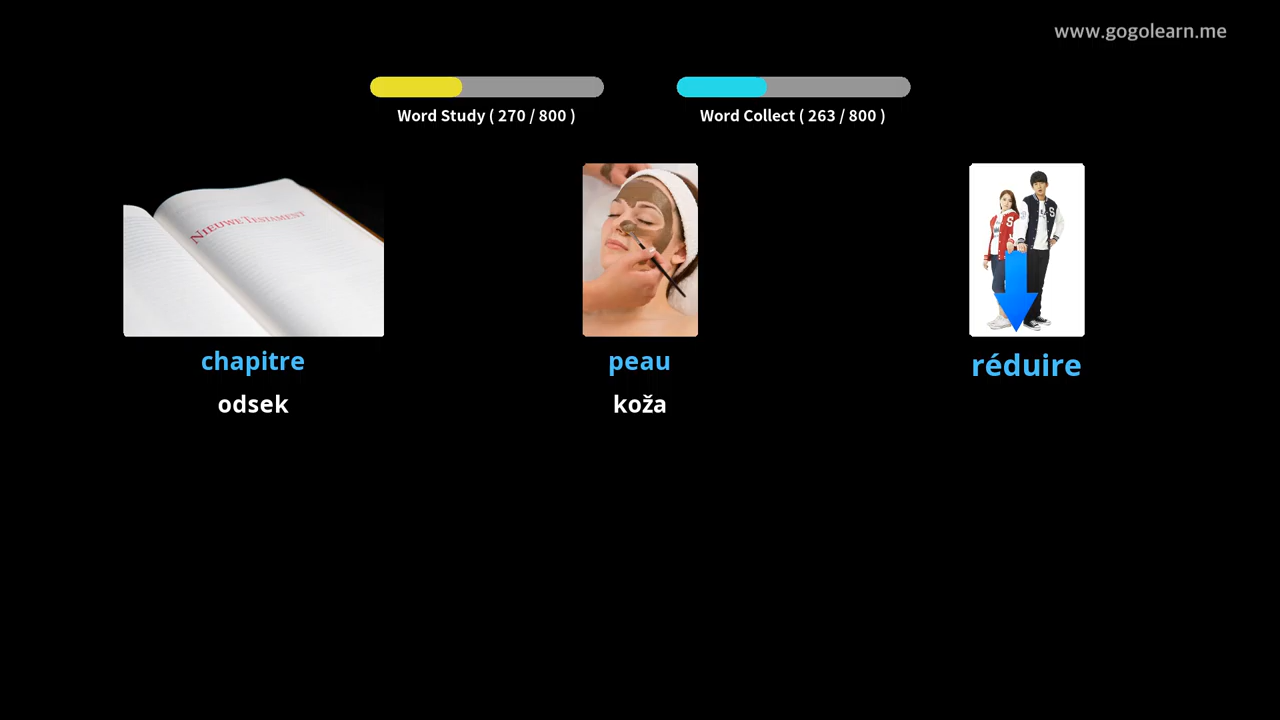 www.gogolearn.me
Word Study ( 270 / 800 )
Word Collect ( 263 / 800 )
NIEUWE TESTAMENT
S
S
chapitre
peau
réduire
odsek
koža